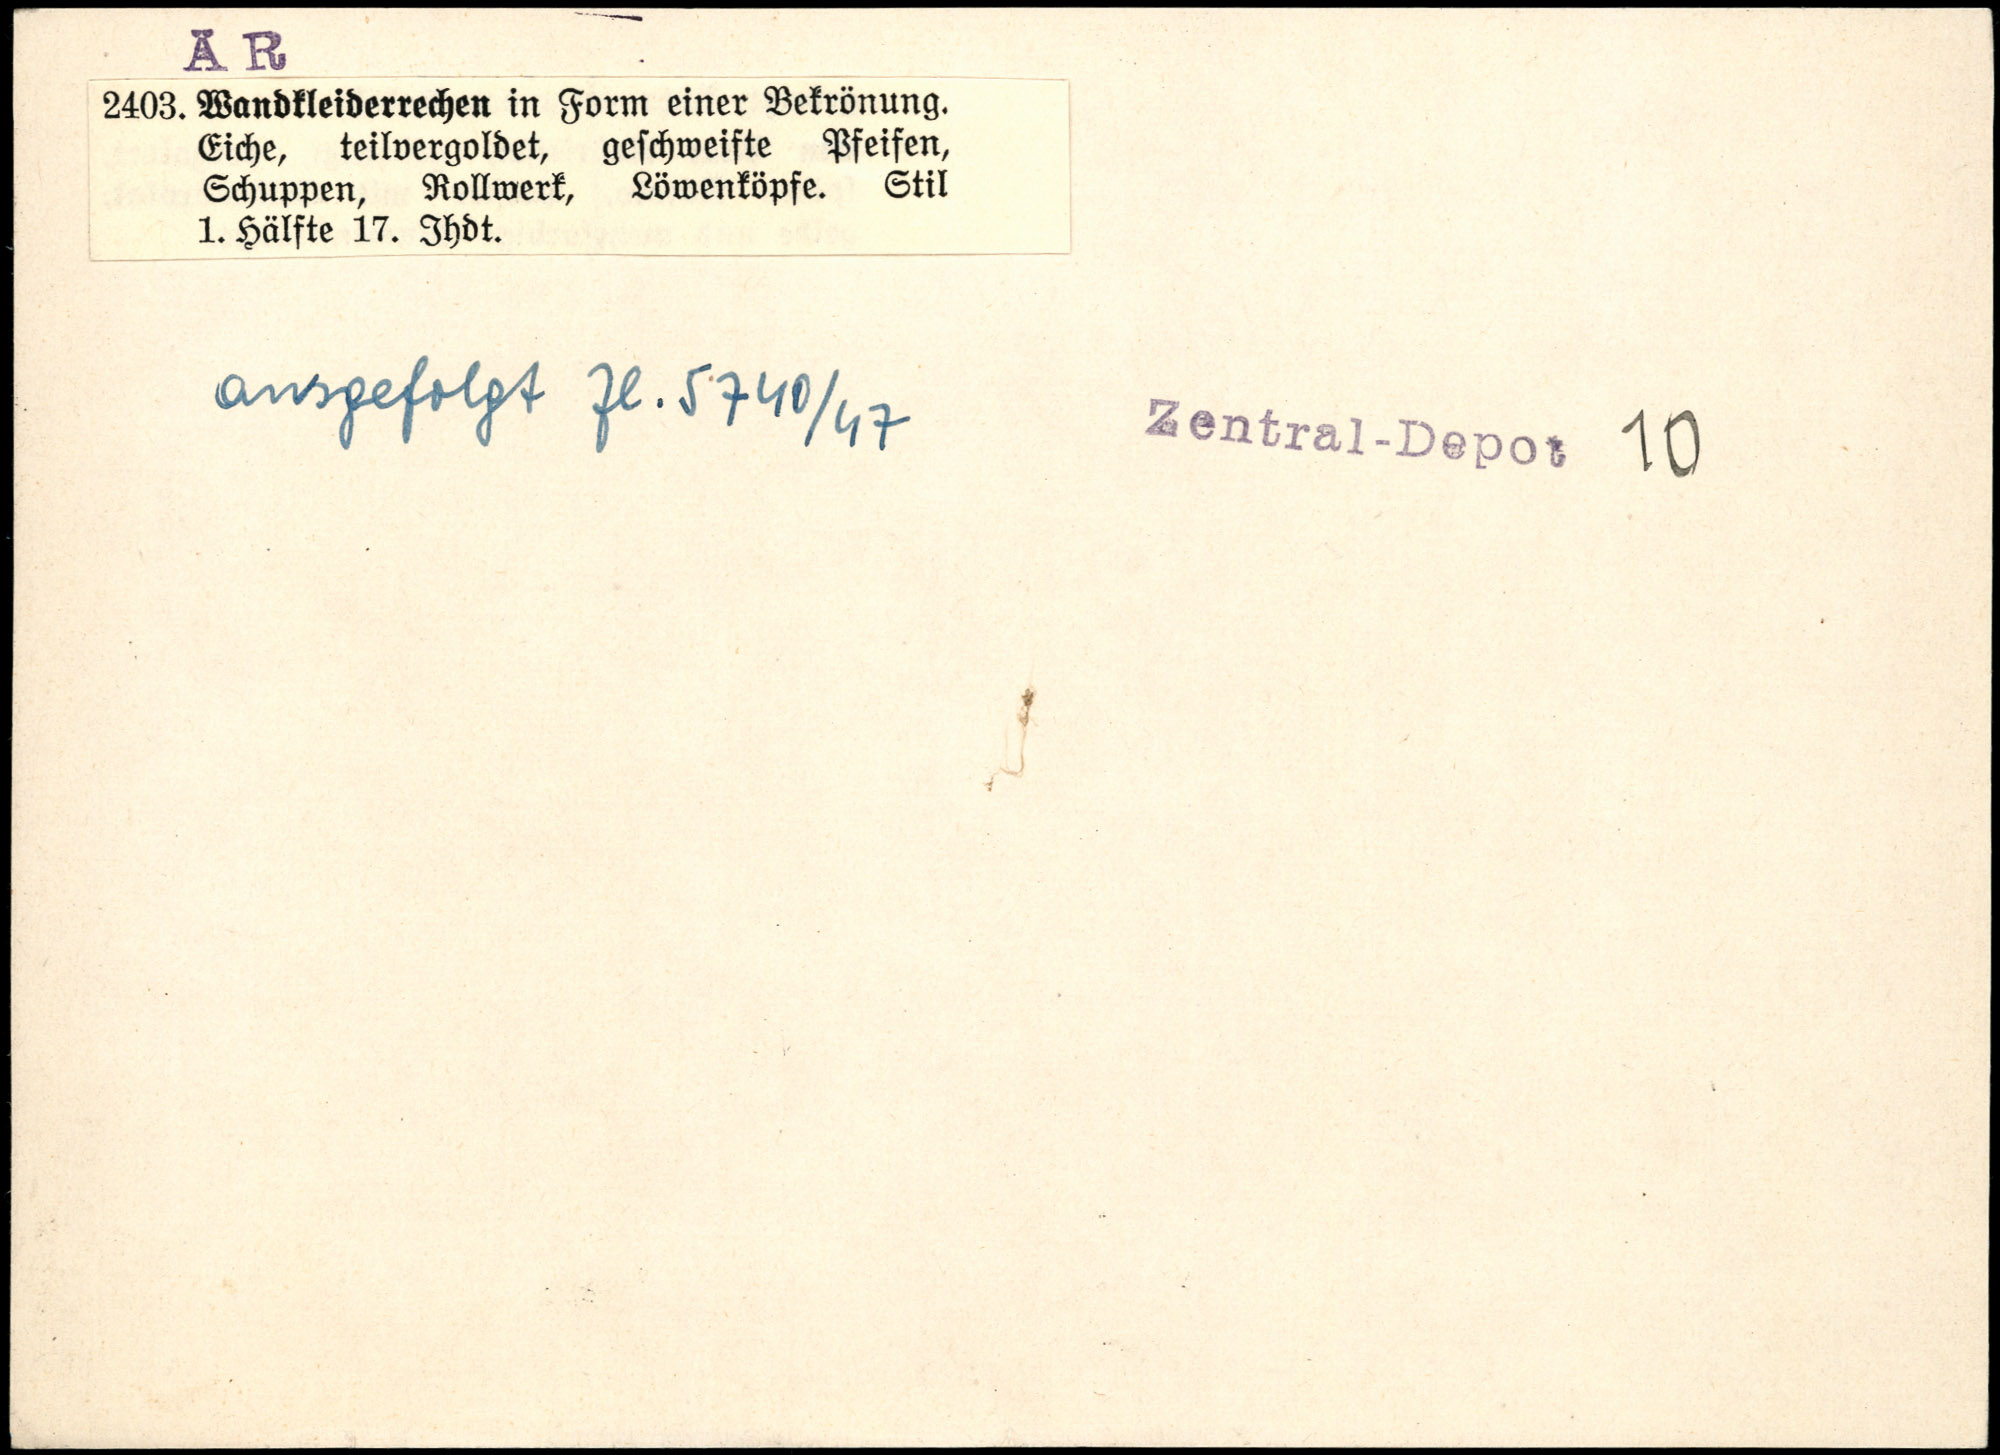 AR
2403. Wandkleiderrechen in Form einer Bekrönung.
Eiche, teilvergoldet, geschweifte Pfeifen,
Schuppen, Rollwerk, Löwenköpfe. Stil
1. Hälfte 17. Jhdt.
ausgefolgt Zl. 5740/47
Zentral-Depot 10